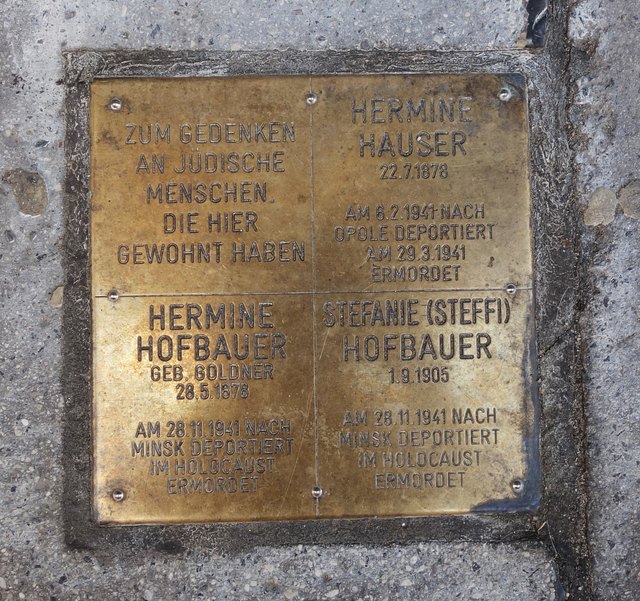 ZUM GEDENKEN
AN JÜDISCHE
MENSCHEN,
DIE HIER
GEWOHNT HABEN
HERMINE
HAUSER
22.7.1878
AM 6.2.1941 NACH
OPOLE DEPORTIERT
AM 29.3.1941
ERMORDET
HERMINE
HOFBAUER
GEB. GOLDNER
28.5.1878
AM 28.11.1941 NACH
MINSK DEPORTIERT
IM HOLOCAUST
ERMORDET
STEFANIE (STEFFI)
HOFBAUER
1.9.1905
AM 28.11.1941 NACH
MINSK DEPORTIERT
IM HOLOCAUST
ERMORDET